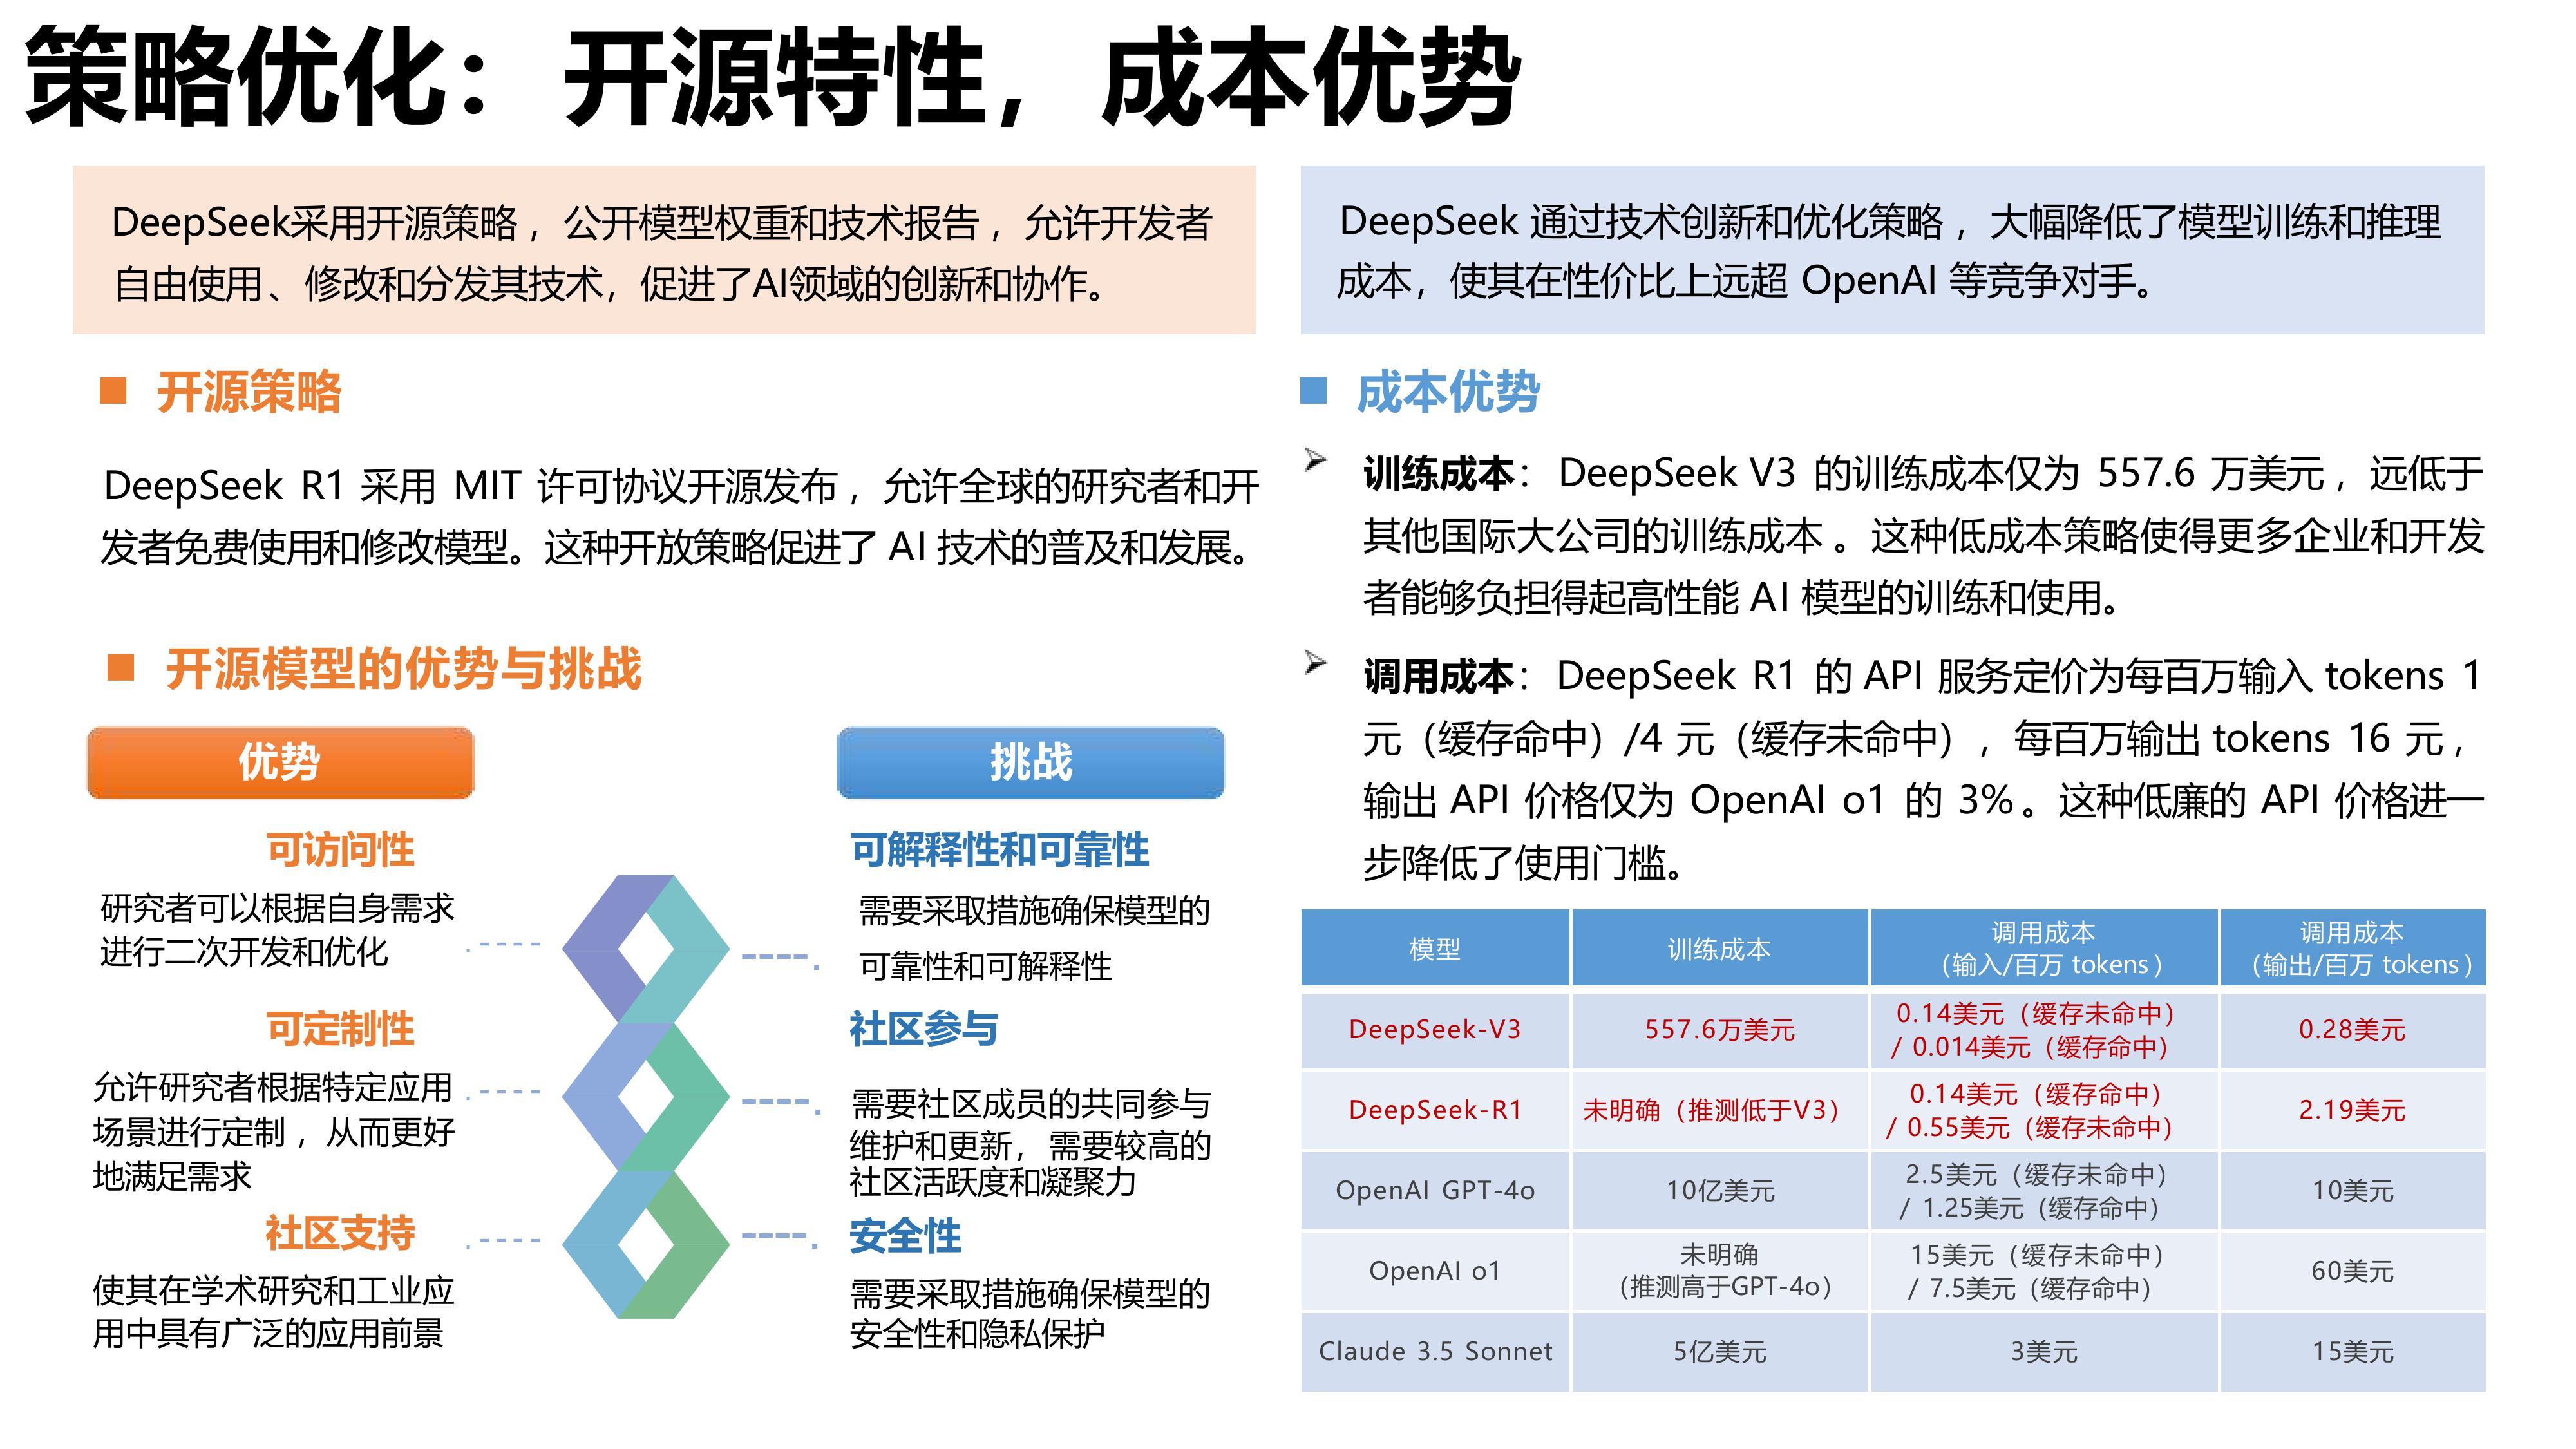 策略优化：开源特性，成本优势
DeepSeek采用开源策略，公开模型权重和技术报告，允许开发者
自由使用、修改和分发其技术，促进了AI领域的创新和协作。
开源策略
DeepSeek R1 采用 MIT 许可协议开源发布，允许全球的研究者和开
发者免费使用和修改模型。这种开放策略促进了 AI 技术的普及和发展。
开源模型的优势与挑战
优势
可访问性
研究者可以根据自身需求
进行二次开发和优化
可定制性
允许研究者根据特定应用
场景进行定制，从而更好
地满足需求
社区支持
使其在学术研究和工业应
用中具有广泛的应用前景
挑战
可解释性和可靠性
需要采取措施确保模型的
可靠性和可解释性
社区参与
需要社区成员的共同参与
维护和更新，需要较高的
社区活跃度和凝聚力
安全性
需要采取措施确保模型的
安全性和隐私保护
DeepSeek 通过技术创新和优化策略，大幅降低了模型训练和推理
成本，使其在性价比上远超 OpenAI 等竞争对手。
成本优势
训练成本：DeepSeek V3 的训练成本仅为 557.6 万美元，远低于
其他国际大公司的训练成本。这种低成本策略使得更多企业和开发
者能够负担得起高性能 AI 模型的训练和使用。
调用成本：DeepSeek R1 的 API 服务定价为每百万输入 tokens 1
元（缓存命中）/4 元（缓存未命中），每百万输出 tokens 16 元，
输出 API 价格仅为 OpenAI o1 的 3%。这种低廉的 API 价格进一
步降低了使用门槛。
模型 训练成本 调用成本（输入/百万 tokens） 调用成本（输出/百万 tokens）
DeepSeek-V3 557.6万美元 0.14美元（缓存未命中）/ 0.014美元（缓存命中） 0.28美元
DeepSeek-R1 未明确（推测低于V3） 0.14美元（缓存命中）/ 0.55美元（缓存未命中） 2.19美元
OpenAI GPT-4o 10亿美元 2.5美元（缓存未命中）/ 1.25美元（缓存命中） 10美元
OpenAI o1 未明确（推测高于GPT-4o） 15美元（缓存未命中）/ 7.5美元（缓存命中） 60美元
Claude 3.5 Sonnet 5亿美元 3美元 15美元